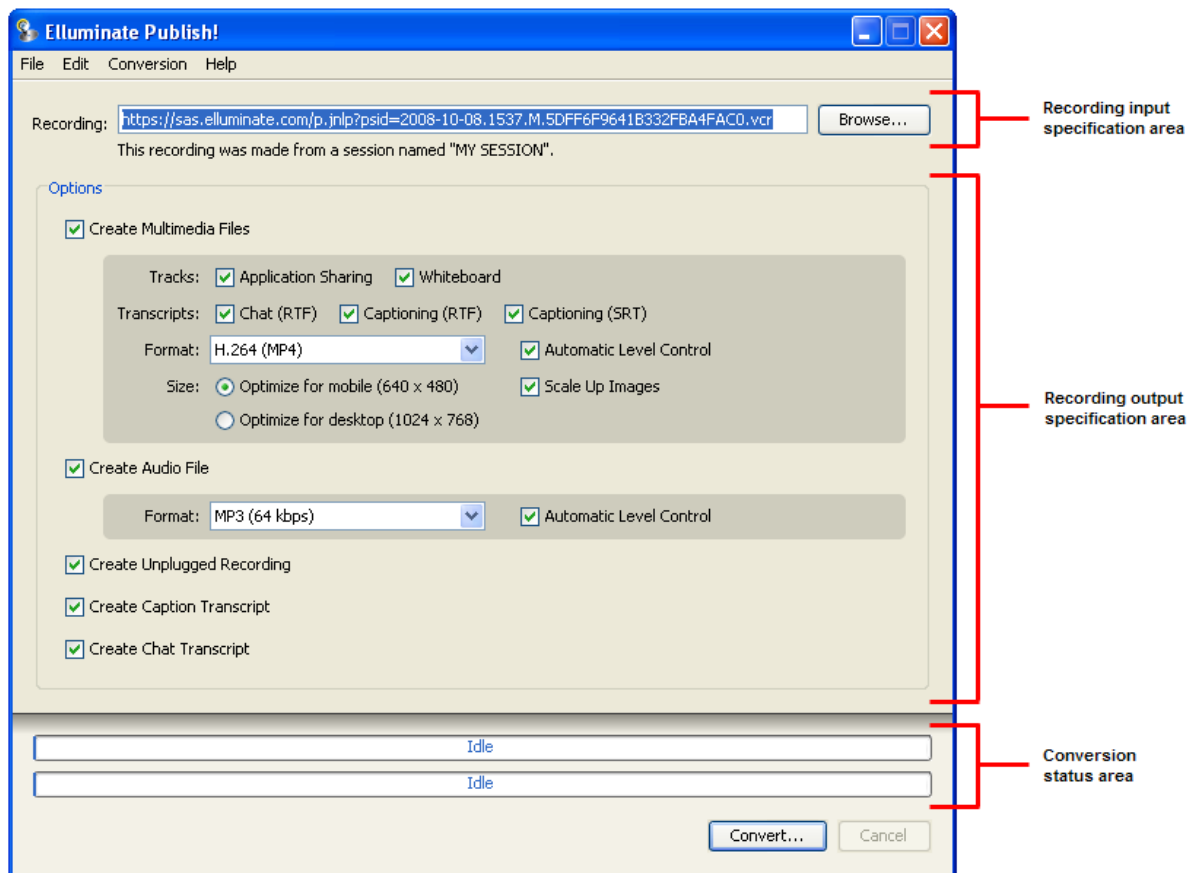 Elluminate Publish!
File Edit Conversion Help
Recording: https://sas.elluminate.com/p.jnlp?psid=2008-10-08.1537.M.5DFF6F9641B332FBA4FAC0.vcr Browse...
This recording was made from a session named "MY SESSION".
Recording input
specification area
Options
Create Multimedia Files
Tracks: Application Sharing Whiteboard
Transcripts: Chat (RTF) Captioning (RTF) Captioning (SRT)
Format: H.264 (MP4) Automatic Level Control
Size: Optimize for mobile (640 x 480) Scale Up Images
Optimize for desktop (1024 x 768)
Recording output
specification area
Create Audio File
Format: MP3 (64 kbps) Automatic Level Control
Create Unplugged Recording
Create Caption Transcript
Create Chat Transcript
Idle
Idle
Conversion
status area
Convert... Cancel